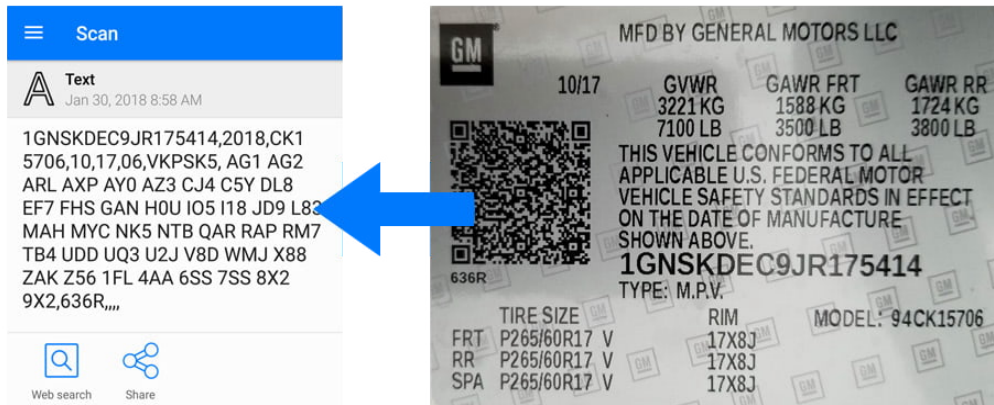 Scan
Text
Jan 30, 2018 8:58 AM
1GNSKDEC9JR175414,2018,CK1
5706,10,17,06,VKPSK5, AG1 AG2
ARL AXP AY0 AZ3 CJ4 C5Y DL8
EF7 FHS GAN H0U IO5 I18 JD9 L83
MAH MYC NK5 NTB QAR RAP RM7
TB4 UDD UQ3 U2J V8D WMJ X88
ZAK Z56 1FL 4AA 6SS 7SS 8X2
9X2,636R,,,,
Web search Share
GM
MFD BY GENERAL MOTORS LLC
10/17 GVWR GAWR FRT GAWR RR
3221 KG 1588 KG 1724 KG
7100 LB 3500 LB 3800 LB
THIS VEHICLE CONFORMS TO ALL
APPLICABLE U.S. FEDERAL MOTOR
VEHICLE SAFETY STANDARDS IN EFFECT
ON THE DATE OF MANUFACTURE
SHOWN ABOVE.
1GNSKDEC9JR175414
636R
TYPE: M.P.V.
TIRE SIZE RIM MODEL: 94CK15706
FRT P265/60R17 V 17X8J
RR P265/60R17 V 17X8J
SPA P265/60R17 V 17X8J